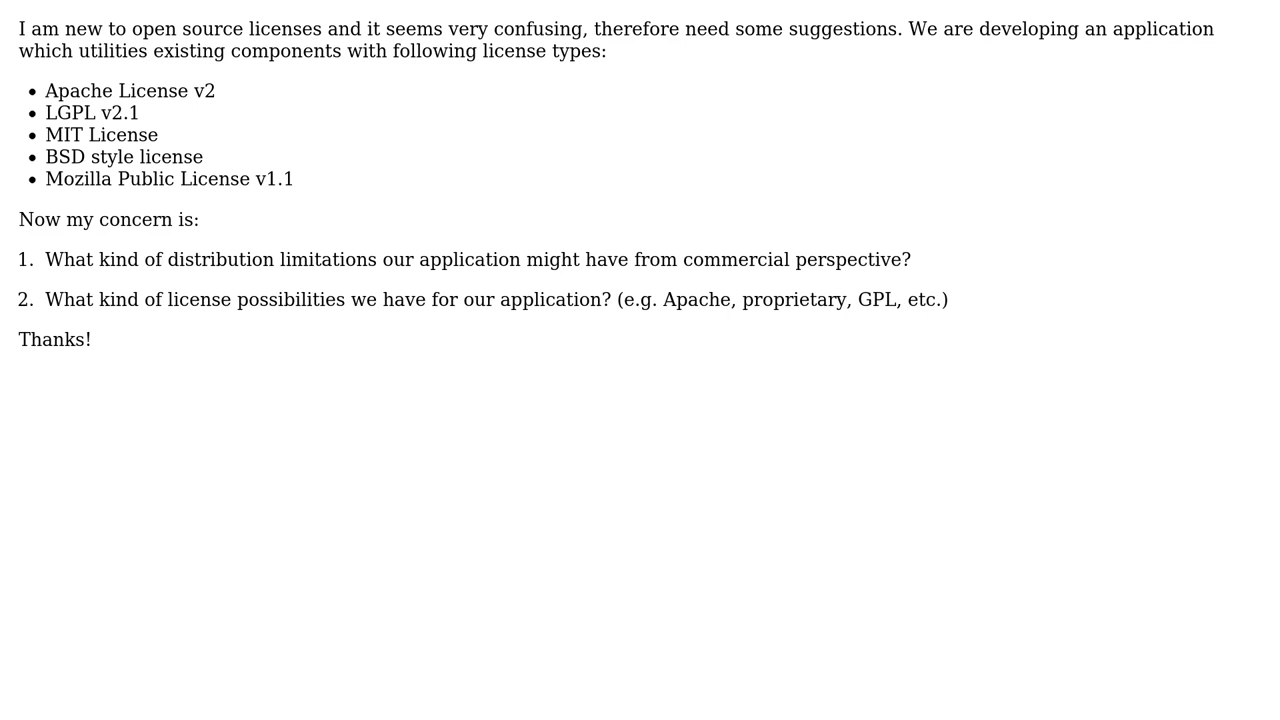 I am new to open source licenses and it seems very confusing, therefore need some suggestions. We are developing an application
which utilities existing components with following license types:
• Apache License v2
• LGPL v2.1
• MIT License
• BSD style license
• Mozilla Public License v1.1
Now my concern is:
1. What kind of distribution limitations our application might have from commercial perspective?
2. What kind of license possibilities we have for our application? (e.g. Apache, proprietary, GPL, etc.)
Thanks!